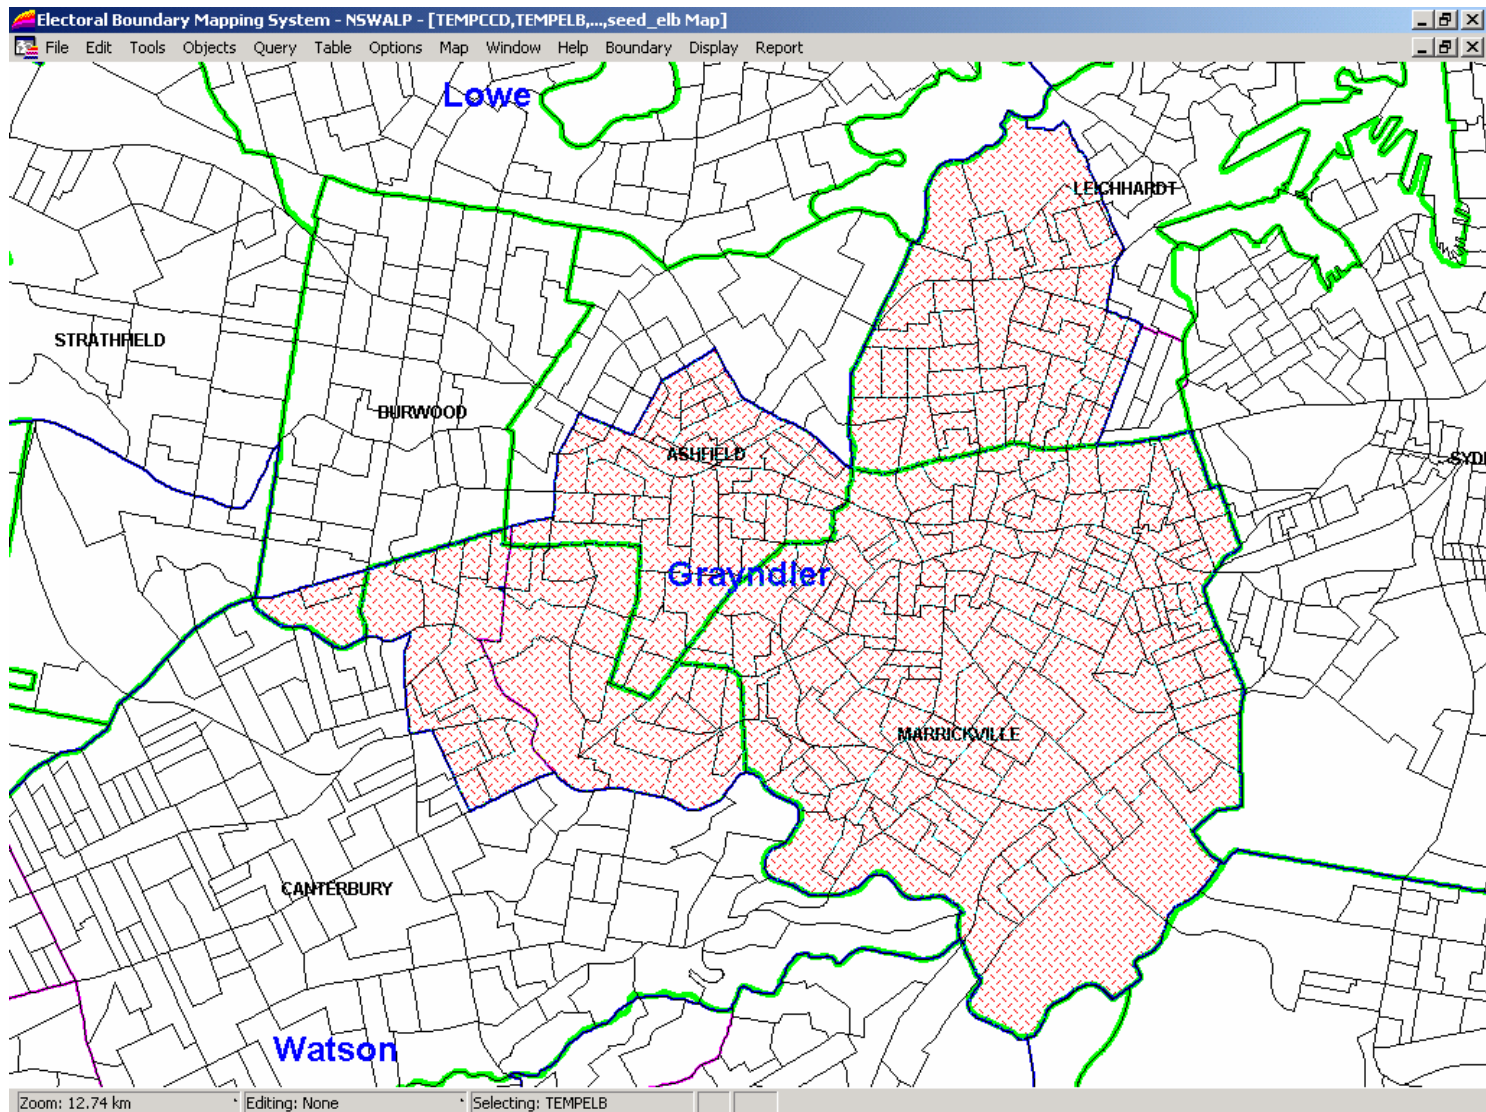 Electoral Boundary Mapping System - NSWALP - [TEMPCCD,TEMPELB,...,seed_elb Map]
File Edit Tools Objects Query Table Options Map Window Help Boundary Display Report
Lowe
LEICHHARDT
STRATHFIELD
BURWOOD
ASHFIELD
SYD
Grayndler
MARRICKVILLE
CANTERBURY
Watson
Zoom: 12.74 km
Editing: None
Selecting: TEMPELB